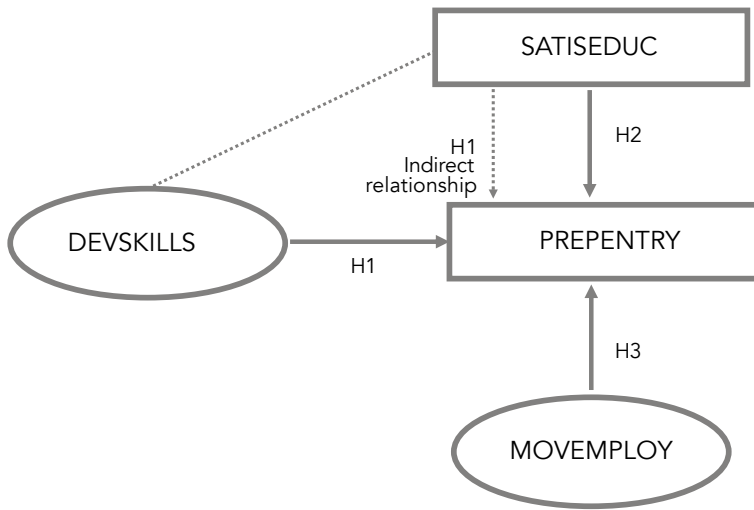 SATISEDUC
H1
Indirect
relationship
H2
DEVSKILLS
H1
PREPENTRY
H3
MOVEMPLOY